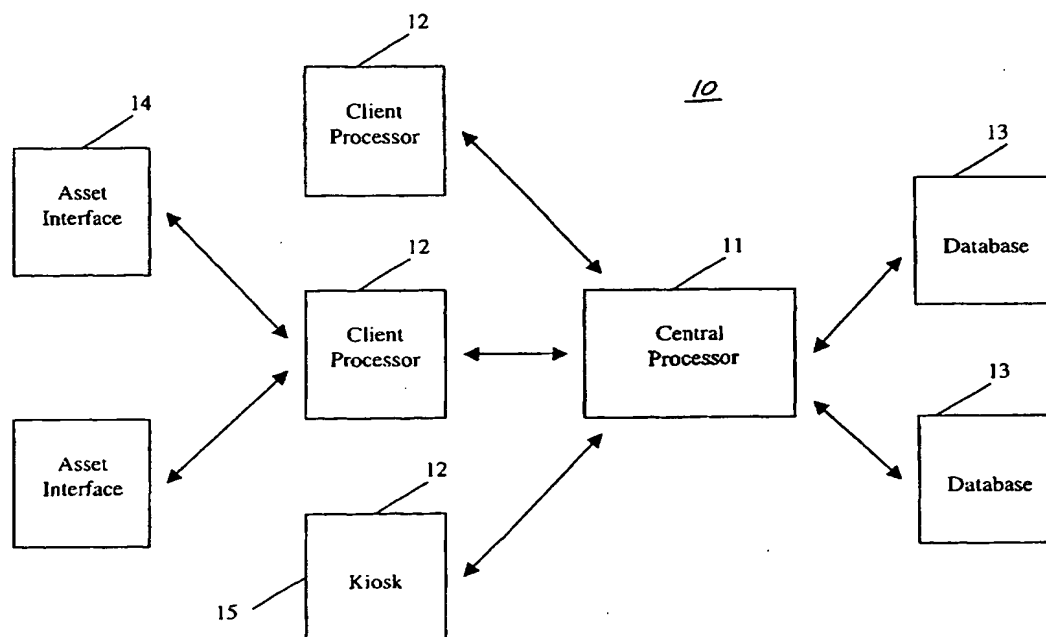 12
10
Client
Processor
14
Asset
Interface
13
Database
12
Client
Processor
11
Central
Processor
13
Database
Asset
Interface
12
Kiosk
15